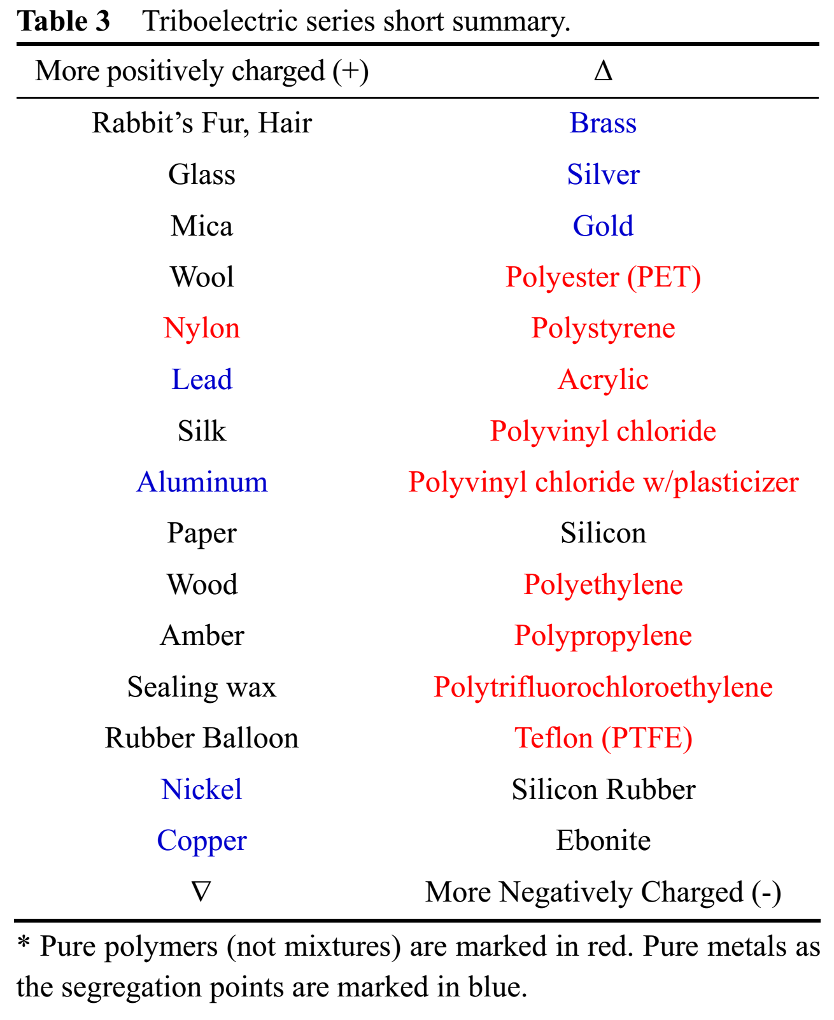 Table 3 Triboelectric series short summary.
More positively charged (+) Δ
Rabbit's Fur, Hair Brass
Glass Silver
Mica Gold
Wool Polyester (PET)
Nylon Polystyrene
Lead Acrylic
Silk Polyvinyl chloride
Aluminum Polyvinyl chloride w/plasticizer
Paper Silicon
Wood Polyethylene
Amber Polypropylene
Sealing wax Polytrifluorochloroethylene
Rubber Balloon Teflon (PTFE)
Nickel Silicon Rubber
Copper Ebonite
∇ More Negatively Charged (-)
* Pure polymers (not mixtures) are marked in red. Pure metals as
the segregation points are marked in blue.